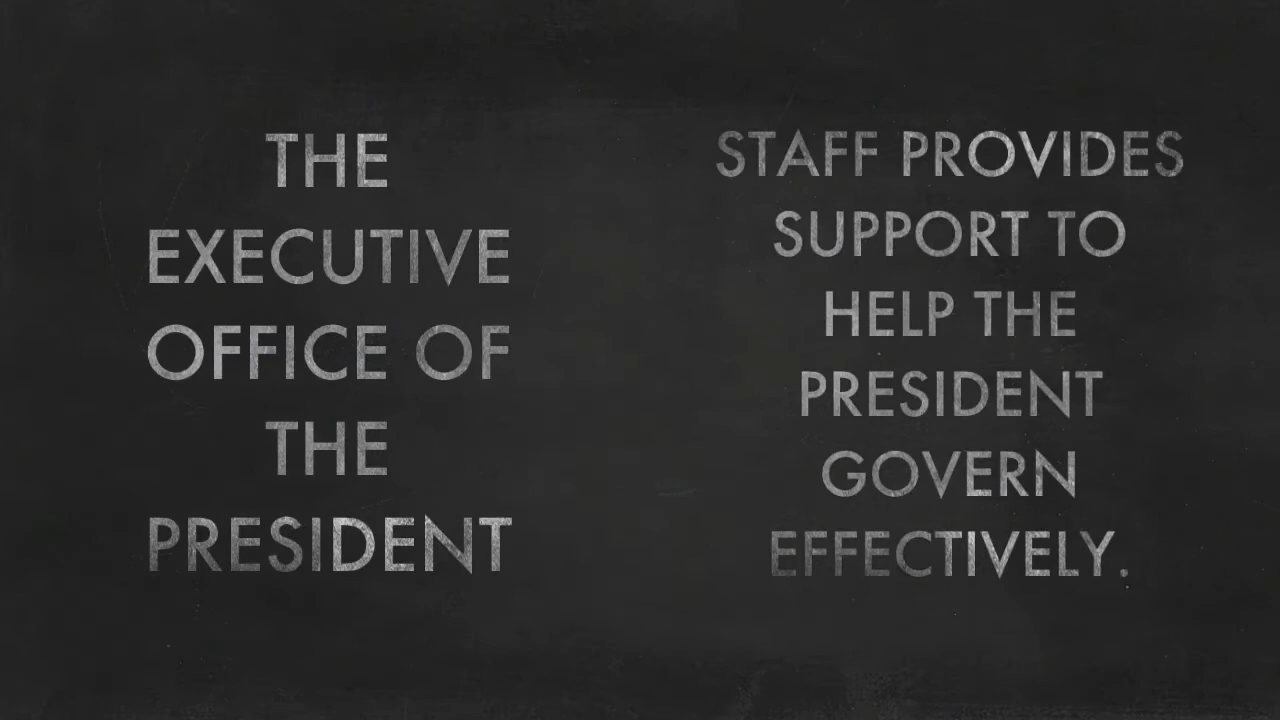 THE
EXECUTIVE
OFFICE OF
THE
PRESIDENT
STAFF PROVIDES
SUPPORT TO
HELP THE
PRESIDENT
GOVERN
EFFECTIVELY.